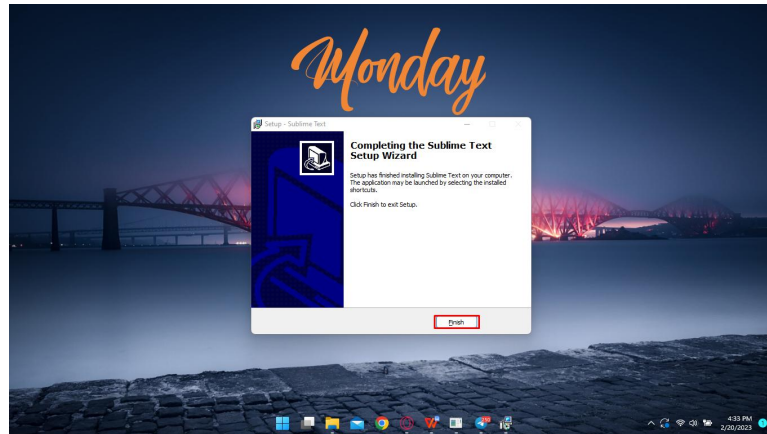 Monday
Setup - Sublime Text
Completing the Sublime Text
Setup Wizard
Setup has finished installing Sublime Text on your computer.
The application may be launched by selecting the installed
shortcuts.
Click Finish to exit Setup.
Finish
4:33 PM
2/20/2023